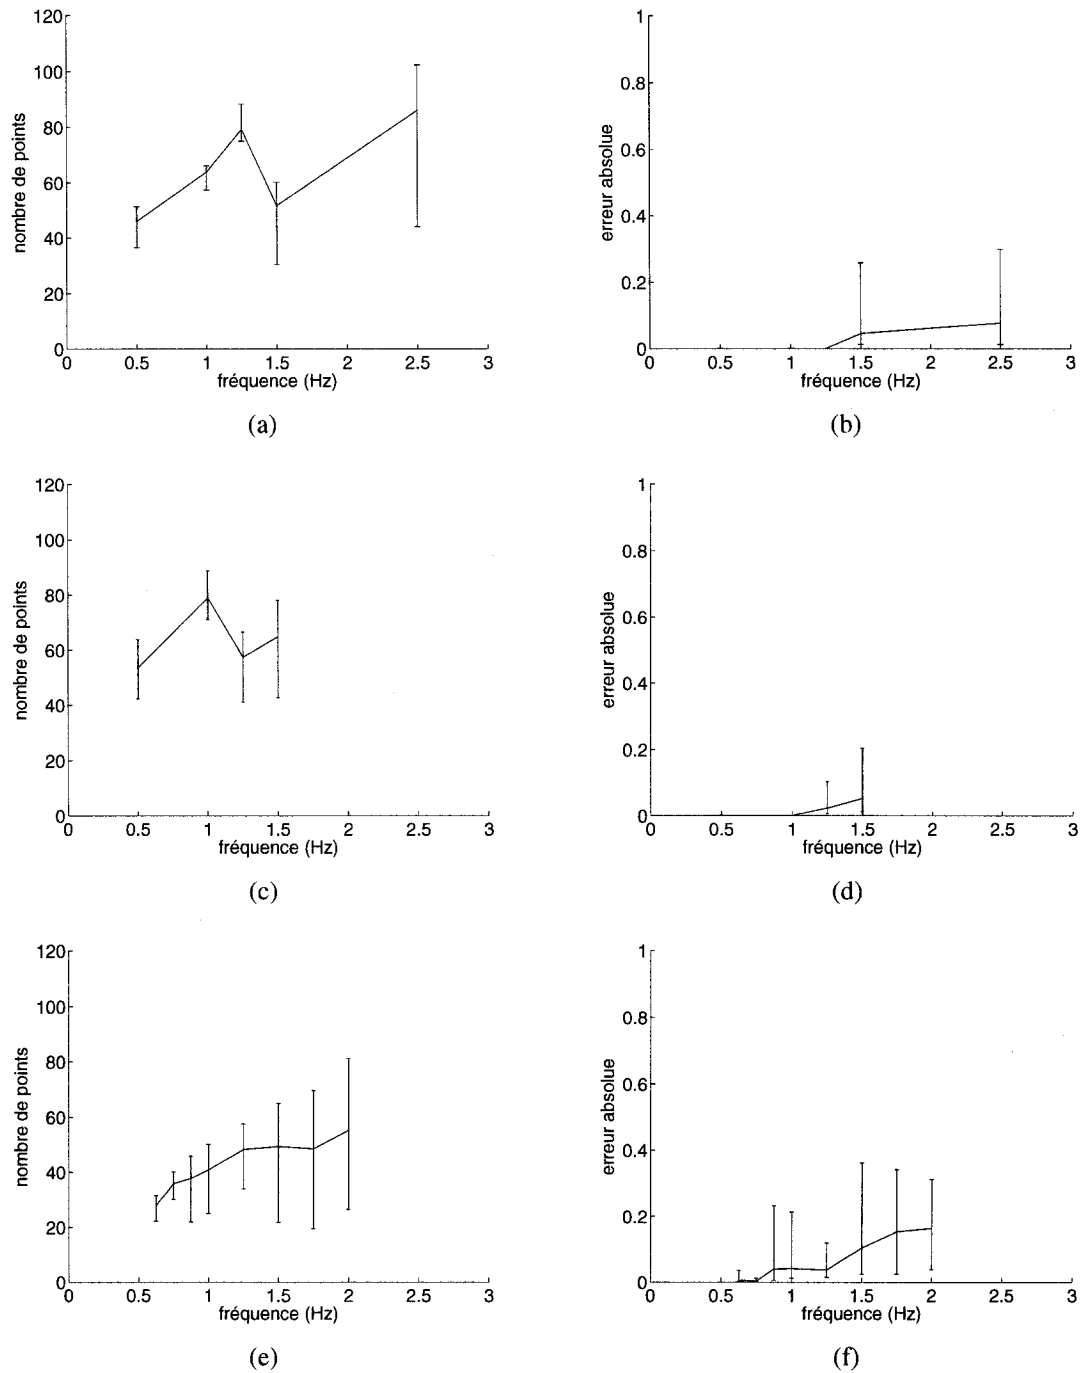 120
100
80
60
40
20
0
nombre de points
0 0.5 1 1.5 2 2.5 3
fréquence (Hz)
(a)
1
0.8
0.6
0.4
0.2
0
erreur absolue
0 0.5 1 1.5 2 2.5 3
fréquence (Hz)
(b)
120
100
80
60
40
20
0
nombre de points
0 0.5 1 1.5 2 2.5 3
fréquence (Hz)
(c)
1
0.8
0.6
0.4
0.2
0
erreur absolue
0 0.5 1 1.5 2 2.5 3
fréquence (Hz)
(d)
120
100
80
60
40
20
0
nombre de points
0 0.5 1 1.5 2 2.5 3
fréquence (Hz)
(e)
1
0.8
0.6
0.4
0.2
0
erreur absolue
0 0.5 1 1.5 2 2.5 3
fréquence (Hz)
(f)